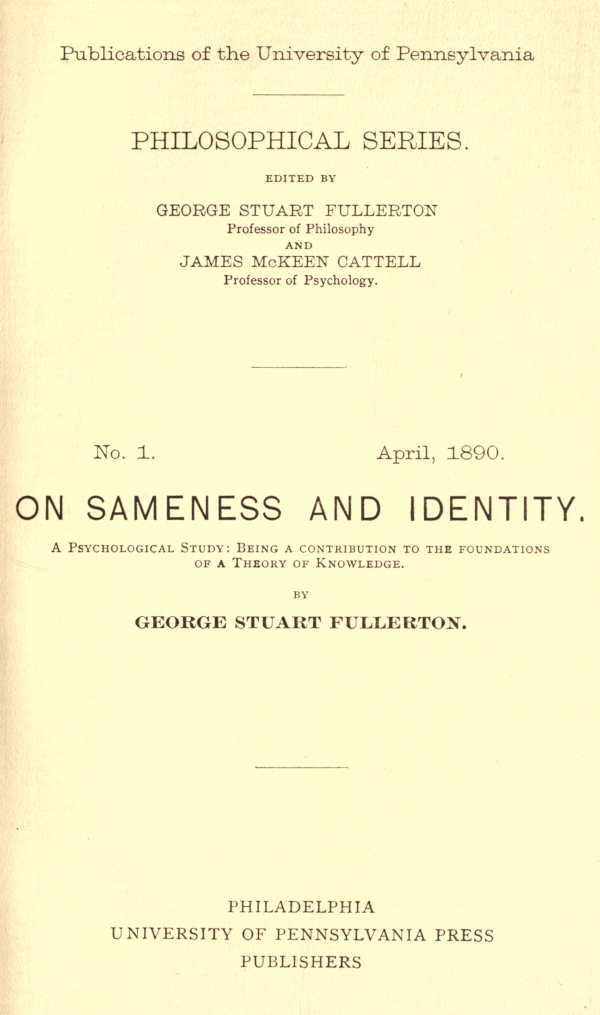 Publications of the University of Pennsylvania
PHILOSOPHICAL SERIES.
EDITED BY
GEORGE STUART FULLERTON
Professor of Philosophy
AND
JAMES McKEEN CATTELL
Professor of Psychology.
No. 1. April, 1890.
ON SAMENESS AND IDENTITY.
A Psychological Study: Being a contribution to the foundations
of a Theory of Knowledge.
BY
GEORGE STUART FULLERTON.
PHILADELPHIA
UNIVERSITY OF PENNSYLVANIA PRESS
PUBLISHERS